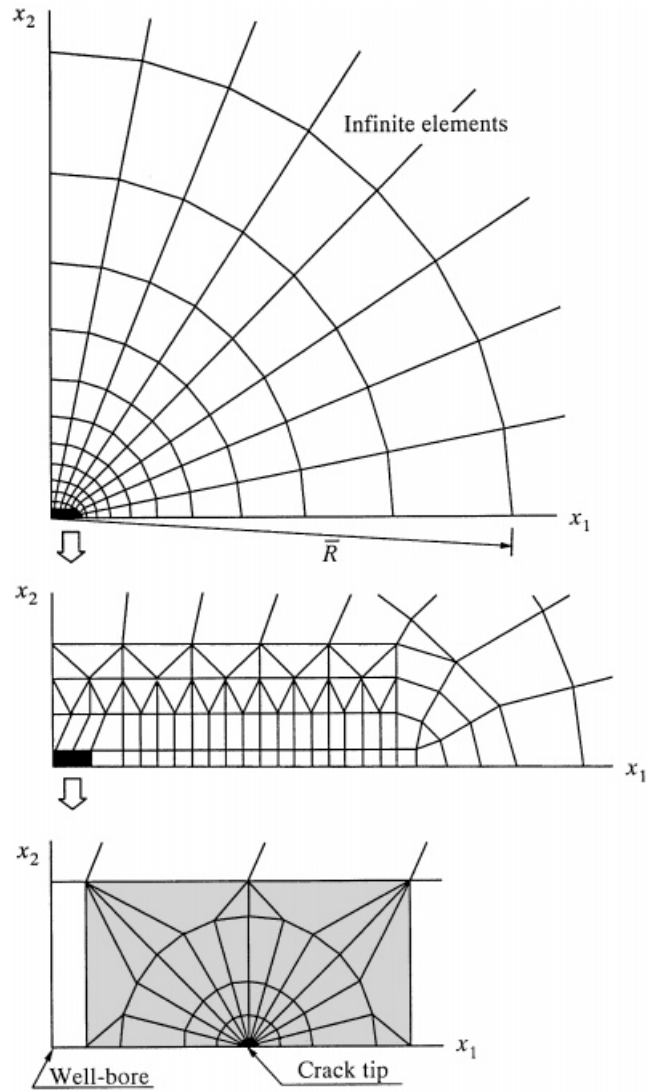 x₂
Infinite elements
x₁
R̅
x₂
x₁
x₂
x₁
Well-bore
Crack tip